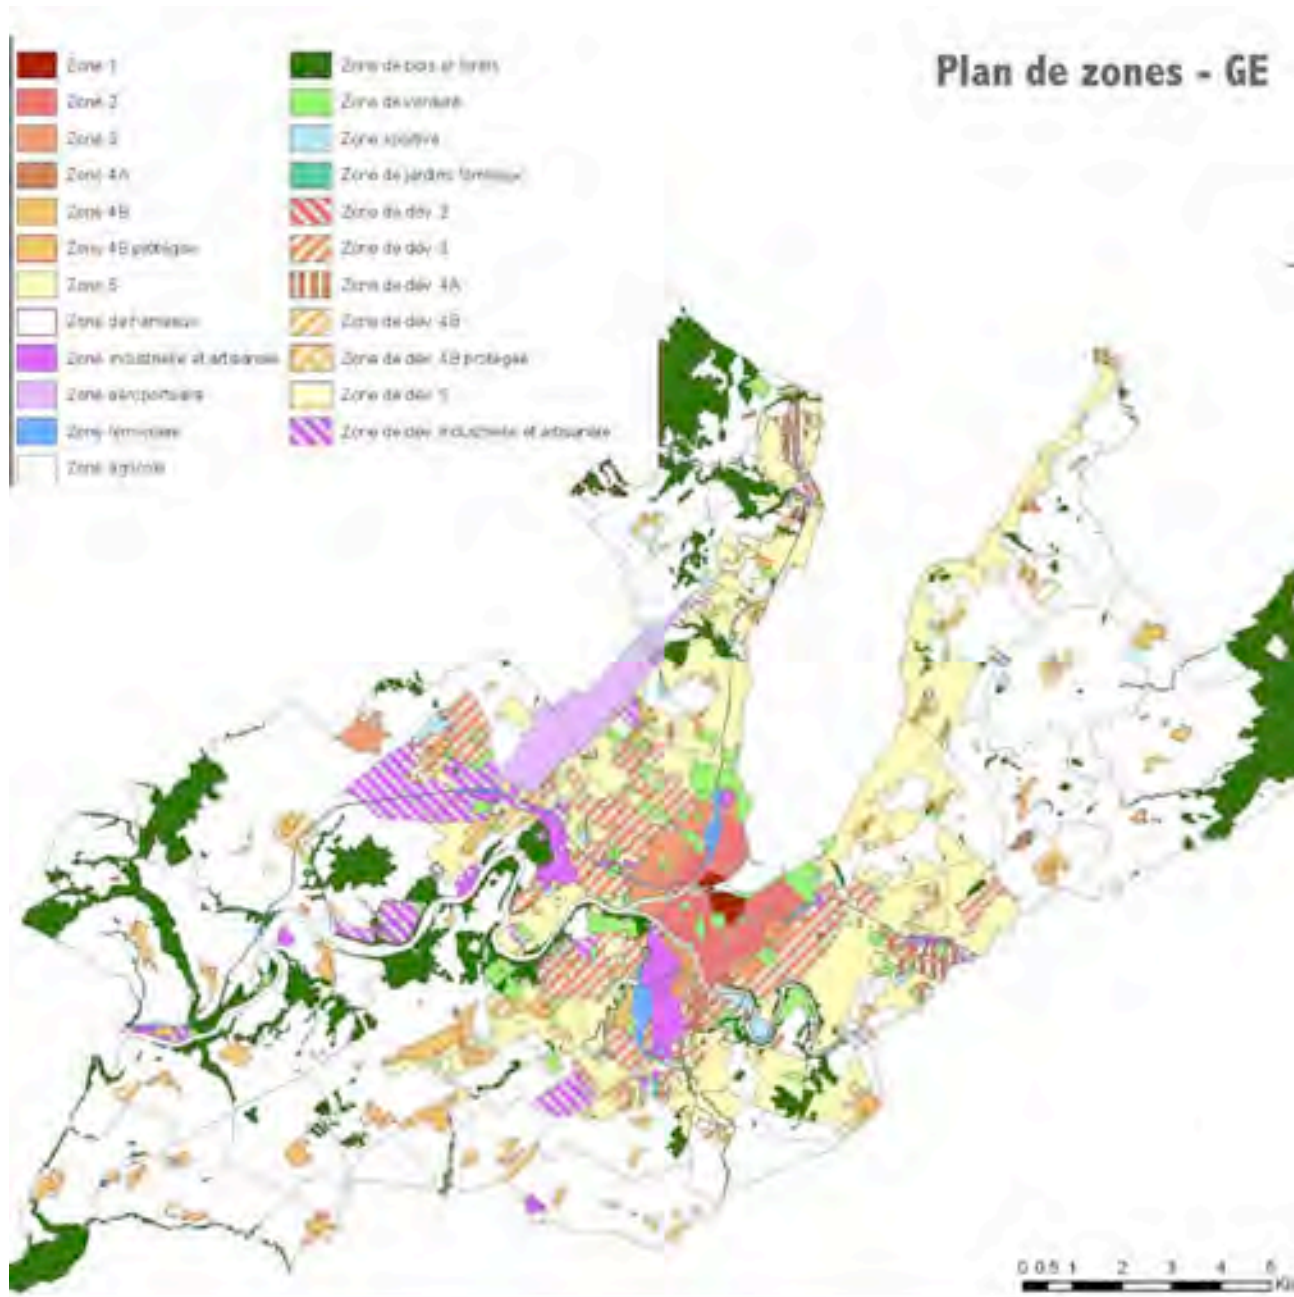 Plan de zones - GE
Zone 1
Zone 2
Zone 3
Zone 4A
Zone 4B
Zone 4B protégée
Zone 5
Zone de hameaux
Zone industrielle et artisanale
Zone aéroportuaire
Zone ferroviaire
Zone agricole
Zone de bois et forêts
Zone de verdure
Zone sportive
Zone de jardins familiaux
Zone de dév. 2
Zone de dév. 3
Zone de dév. 4A
Zone de dév. 4B
Zone de dév. 4B protégée
Zone de dév. 5
Zone de dév. industrielle et artisanale
0 0.5 1 2 3 4 5
Kil